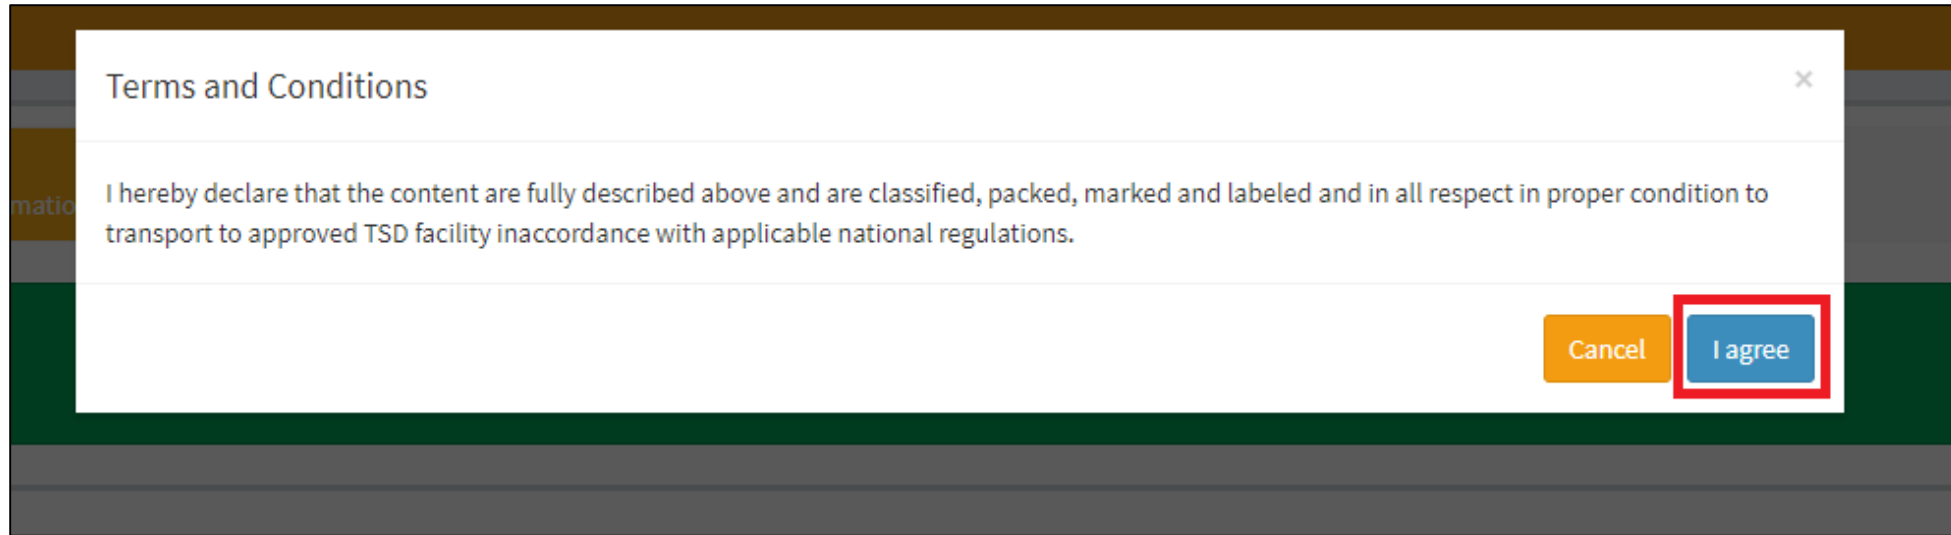 Terms and Conditions
×
I hereby declare that the content are fully described above and are classified, packed, marked and labeled and in all respect in proper condition to
transport to approved TSD facility inaccordance with applicable national regulations.
matio
Cancel
I agree